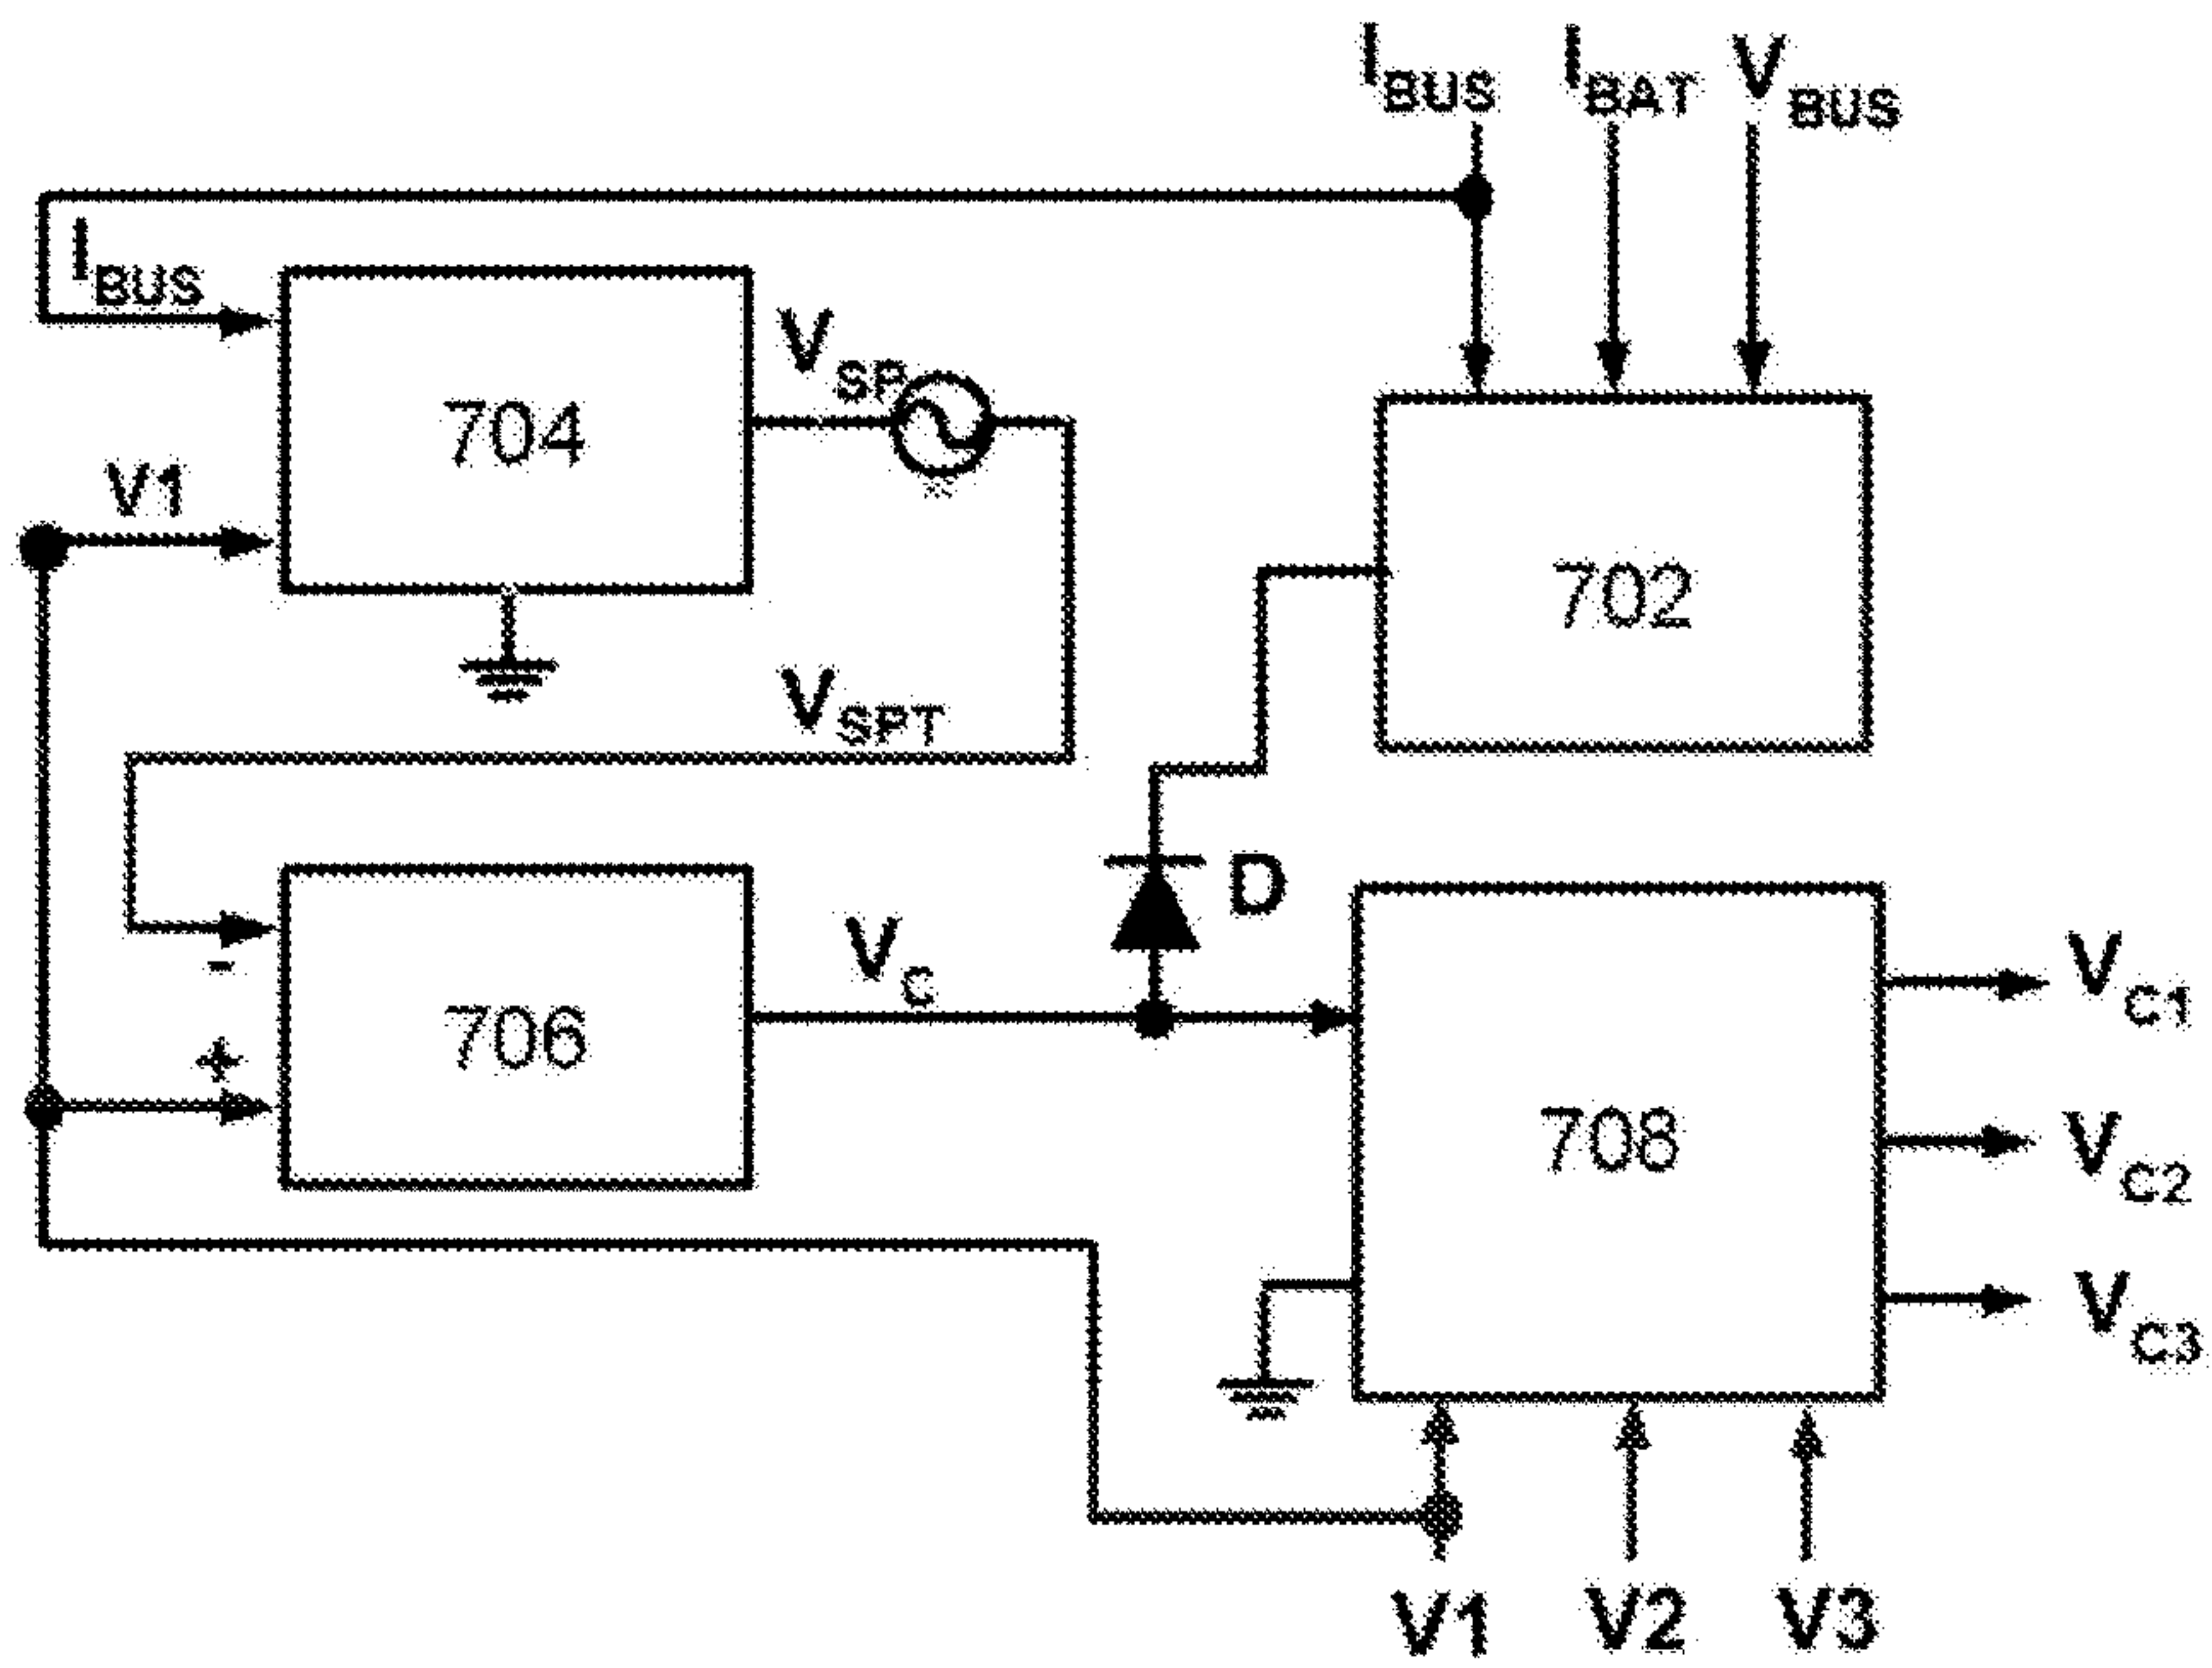 IBUS IBAT VBUS
IBUS
704
VSP
V1
702
VSPT
D
-
706
VC
+
708
VC1
VC2
VC3
V1 V2 V3